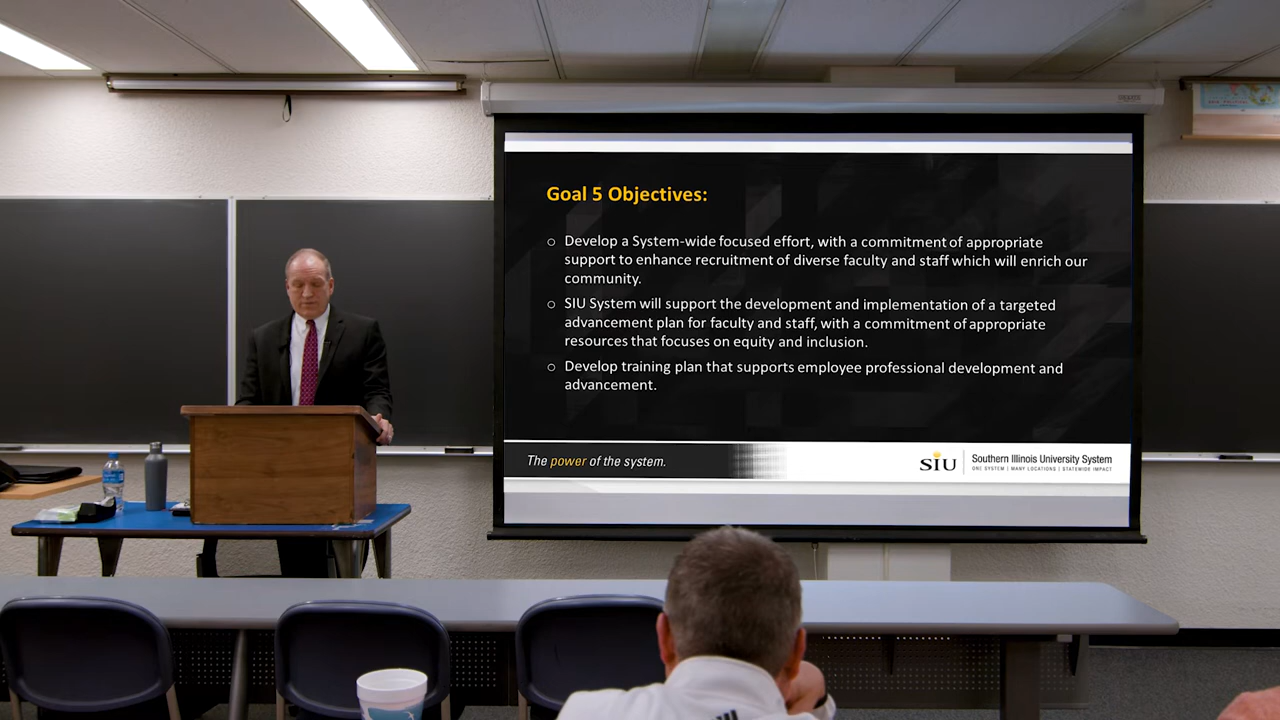 Goal 5 Objectives:
○ Develop a System-wide focused effort, with a commitment of appropriate
support to enhance recruitment of diverse faculty and staff which will enrich our
community.
○ SIU System will support the development and implementation of a targeted
advancement plan for faculty and staff, with a commitment of appropriate
resources that focuses on equity and inclusion.
○ Develop training plan that supports employee professional development and
advancement.
The power of the system.
SIU
Southern Illinois University System
ONE SYSTEM | MANY LOCATIONS | STATEWIDE IMPACT